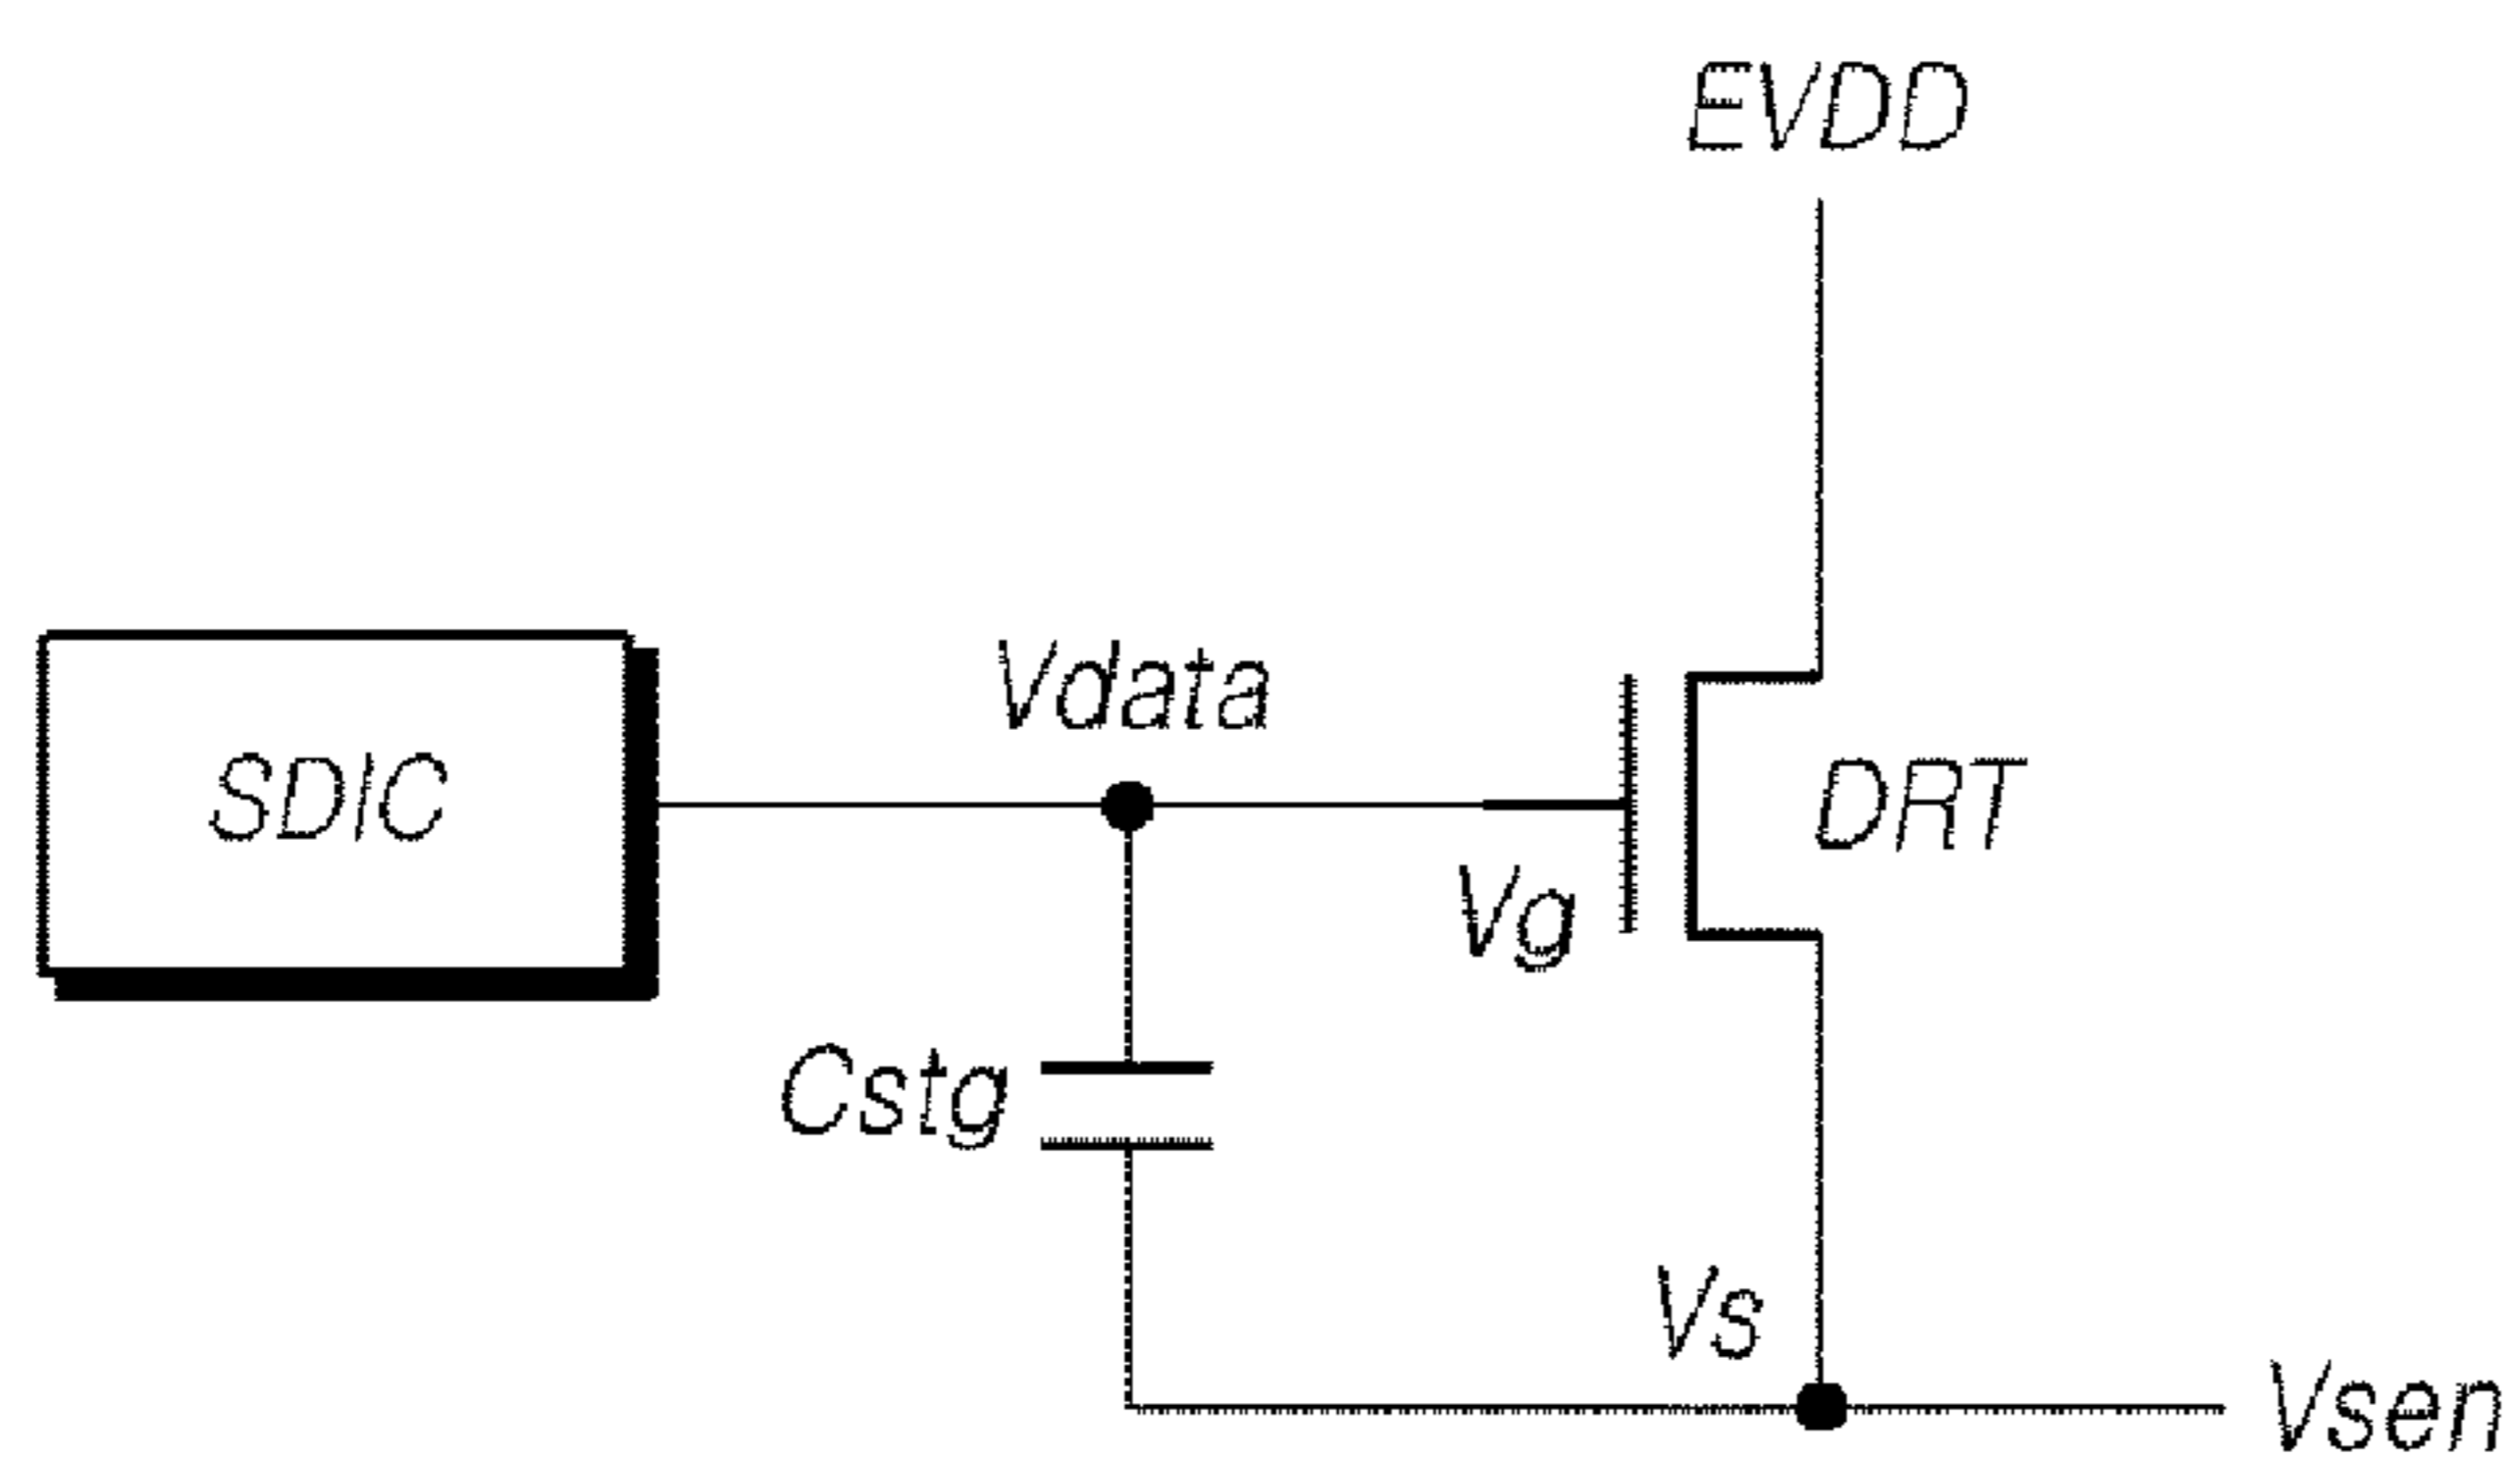 EVDD
Vdata
SDIC
DRT
Vg
Cstg
Vs
Vsen